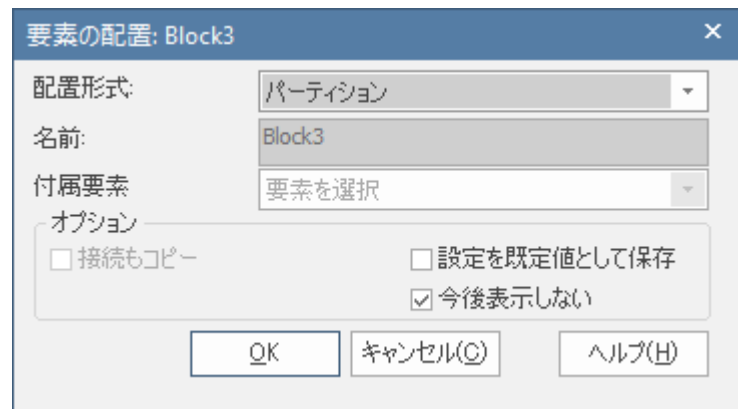 要素の配置: Block3
配置形式: パーティション
名前: Block3
付属要素 要素を選択
オプション
接続もコピー 設定を既定値として保存
今後表示しない
OK キャンセル(C) ヘルプ(H)